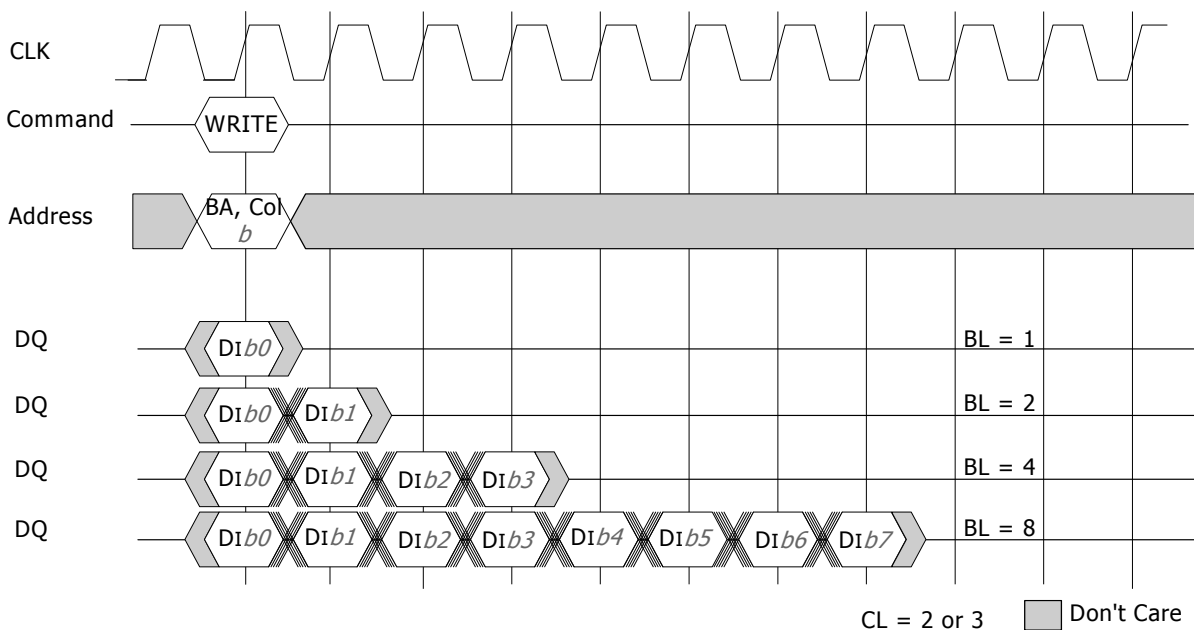 CLK
Command WRITE
Address BA, Col
b
DQ DIb0 BL = 1
DQ DIb0 DIb1 BL = 2
DQ DIb0 DIb1 DIb2 DIb3 BL = 4
DQ DIb0 DIb1 DIb2 DIb3 DIb4 DIb5 DIb6 DIb7 BL = 8
CL = 2 or 3 Don't Care